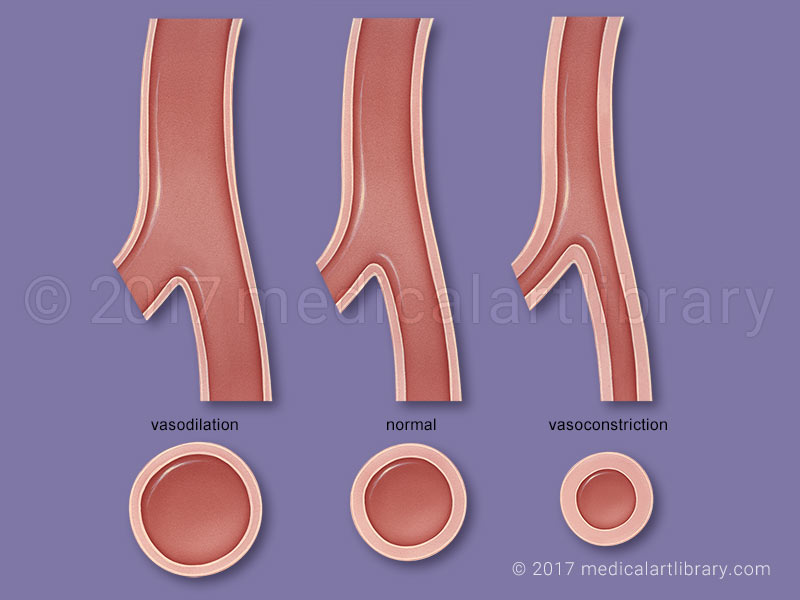 © 2017 medicalartlibrary
vasodilation normal vasoconstriction
© 2017 medicalartlibrary.com